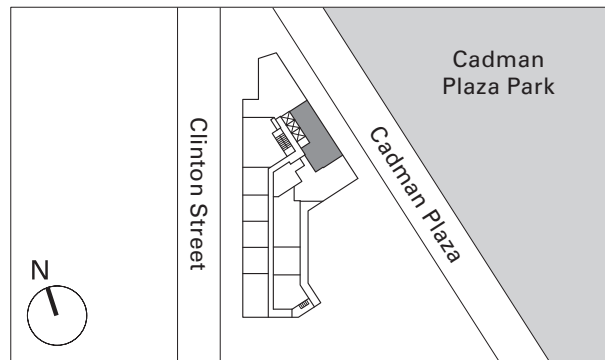 Cadman
Plaza Park
Clinton Street
Cadman Plaza
N